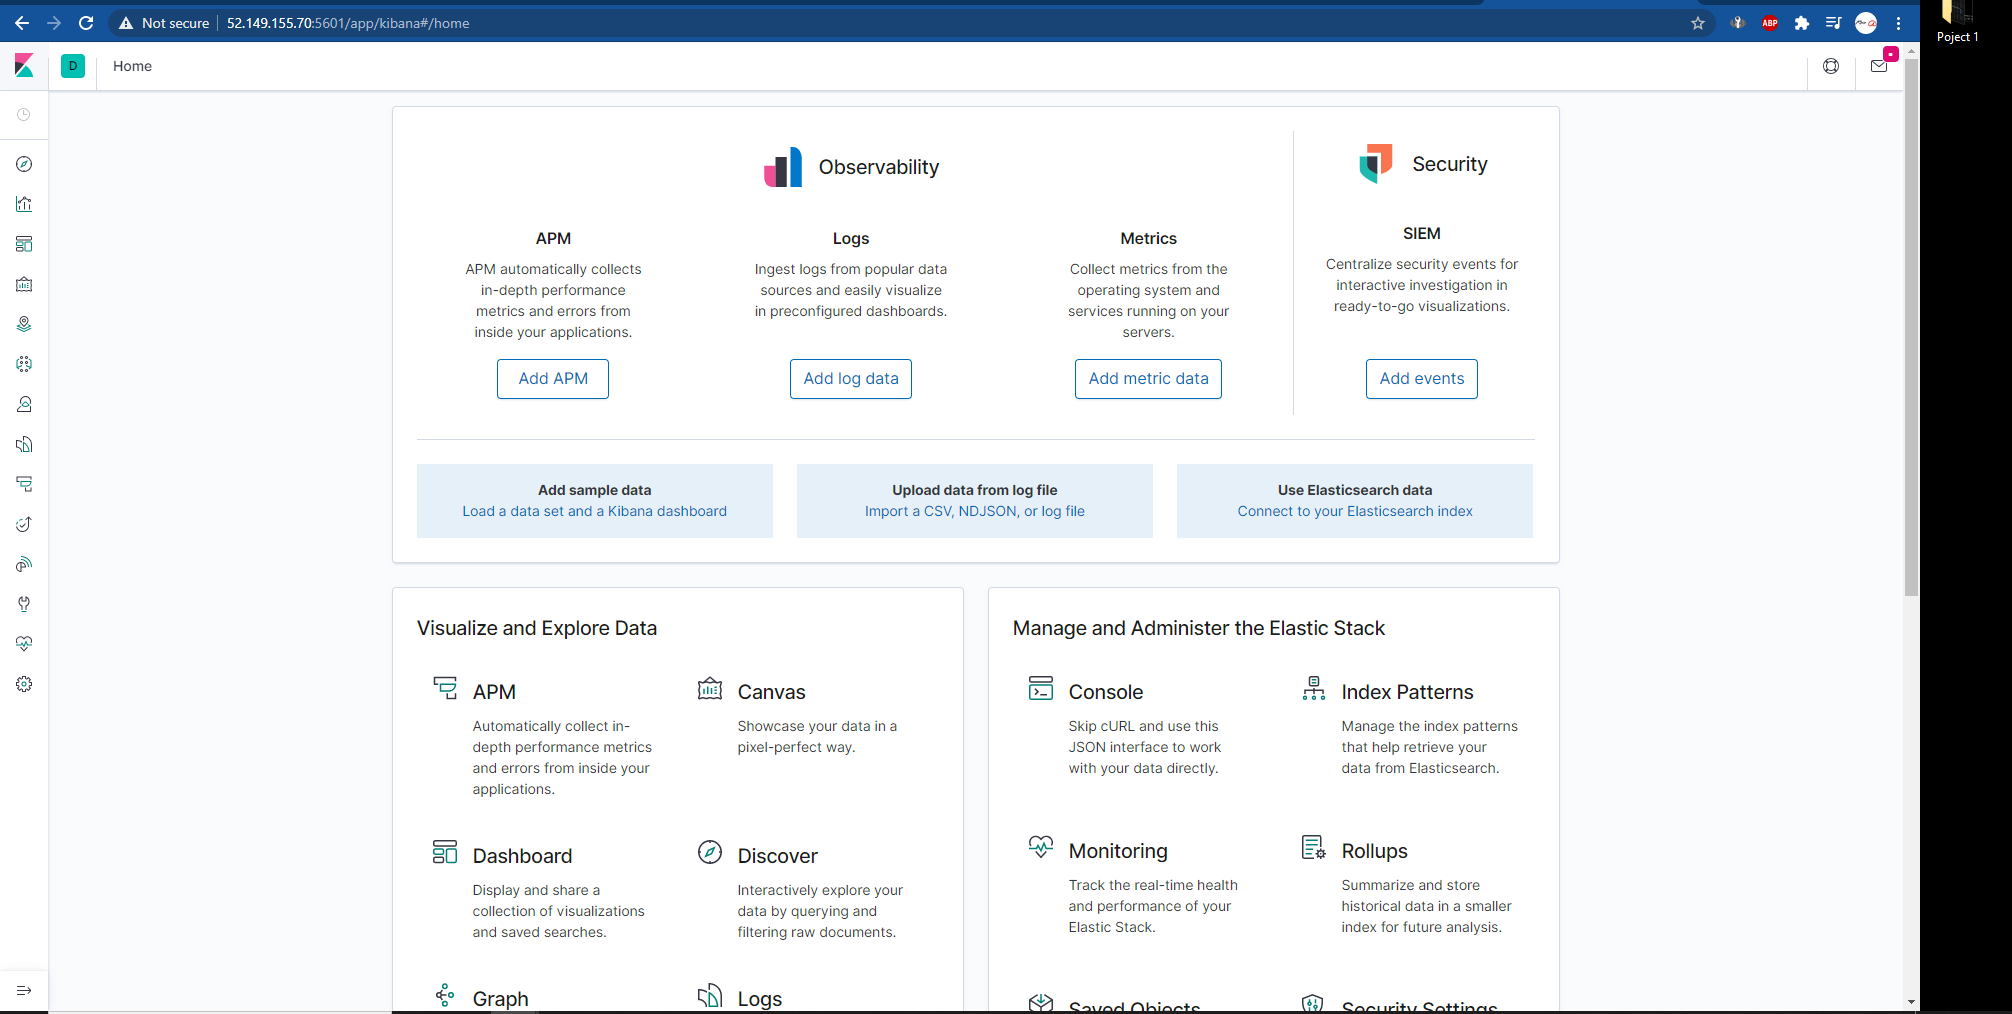 Not secure
52.149.155.70:5601/app/kibana#/home
ABP
Poject 1
D
Home
Observability
Security
APM
APM automatically collects
in-depth performance
metrics and errors from
inside your applications.
Add APM
Logs
Ingest logs from popular data
sources and easily visualize
in preconfigured dashboards.
Add log data
Metrics
Collect metrics from the
operating system and
services running on your
servers.
Add metric data
SIEM
Centralize security events for
interactive investigation in
ready-to-go visualizations.
Add events
Add sample data
Load a data set and a Kibana dashboard
Upload data from log file
Import a CSV, NDJSON, or log file
Use Elasticsearch data
Connect to your Elasticsearch index
Visualize and Explore Data
APM
Automatically collect in-
depth performance metrics
and errors from inside your
applications.
Canvas
Showcase your data in a
pixel-perfect way.
Dashboard
Display and share a
collection of visualizations
and saved searches.
Discover
Interactively explore your
data by querying and
filtering raw documents.
Graph
Logs
Manage and Administer the Elastic Stack
Console
Skip cURL and use this
JSON interface to work
with your data directly.
Index Patterns
Manage the index patterns
that help retrieve your
data from Elasticsearch.
Monitoring
Track the real-time health
and performance of your
Elastic Stack.
Rollups
Summarize and store
historical data in a smaller
index for future analysis.
Saved Objects
Security Settings